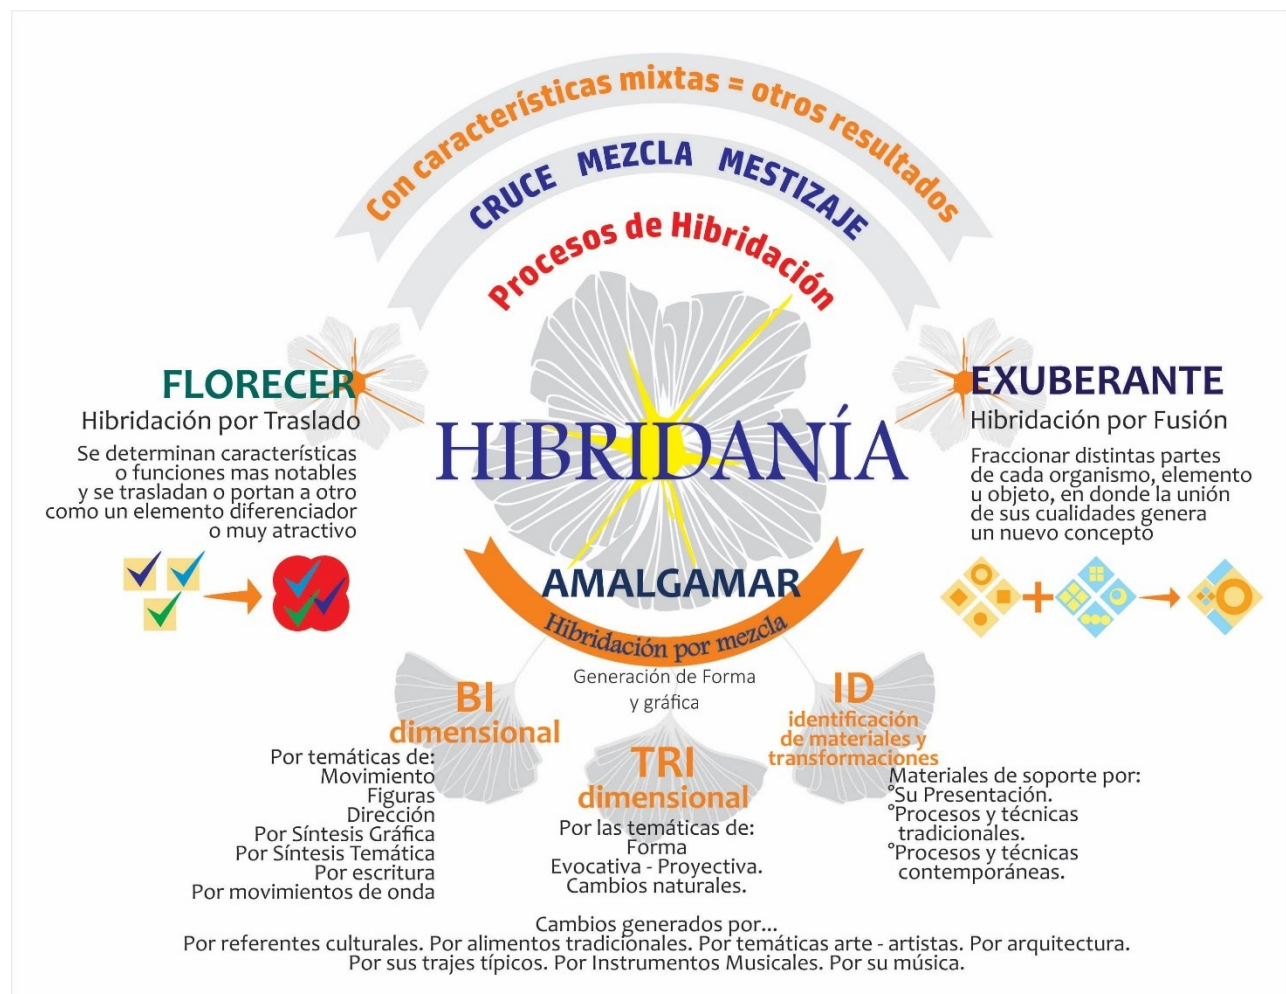 Con características mixtas = otros resultados
CRUCE MEZCLA MESTIZAJE
Procesos de Hibridación
HIBRIDANÍA
FLORECER
Hibridación por Traslado
Se determinan características
o funciones mas notables
y se trasladan o portan a otro
como un elemento diferenciador
o muy atractivo
EXUBERANTE
Hibridación por Fusión
Fraccionar distintas partes
de cada organismo, elemento
u objeto, en donde la unión
de sus cualidades genera
un nuevo concepto
AMALGAMAR
Hibridación por mezcla
Generación de Forma
y gráfica
BI
dimensional
Por temáticas de:
Movimiento
Figuras
Dirección
Por Síntesis Gráfica
Por Síntesis Temática
Por escritura
Por movimientos de onda
TRI
dimensional
Por las temáticas de:
Forma
Evocativa - Proyectiva.
Cambios naturales.
ID
identificación
de materiales y
transformaciones
Materiales de soporte por:
°Su Presentación.
°Procesos y técnicas
tradicionales.
°Procesos y técnicas
contemporáneas.
Cambios generados por...
Por referentes culturales. Por alimentos tradicionales. Por temáticas arte - artistas. Por arquitectura.
Por sus trajes típicos. Por Instrumentos Musicales. Por su música.